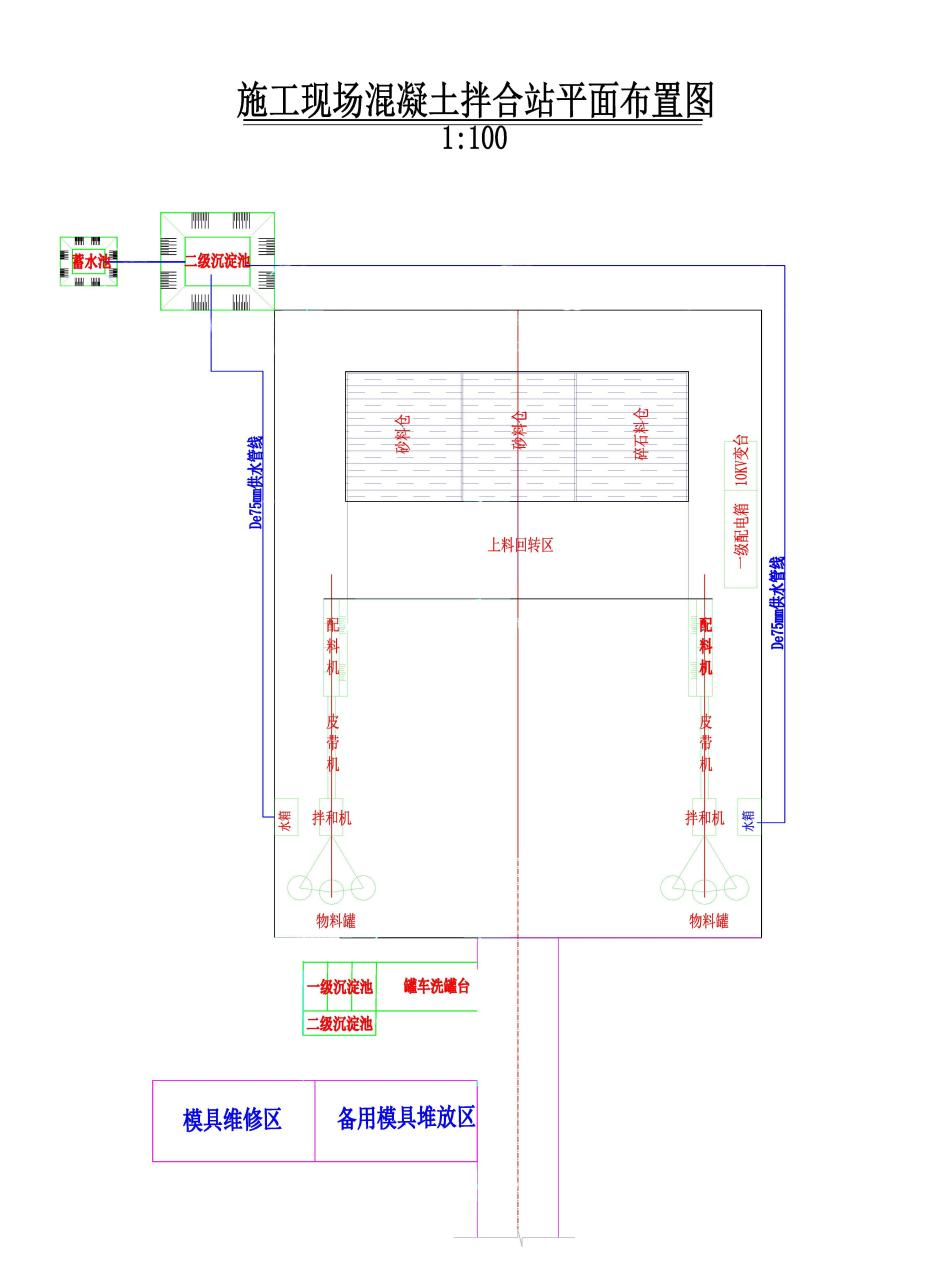 施工现场混凝土拌合站平面布置图
1:100
蓄水池
二级沉淀池
砂料仓
砂料仓
碎石料仓
10KV变台
一级配电箱
De75mm供水管线
De75mm供水管线
上料回转区
配料机
配料机
皮带机
皮带机
水箱
拌和机
拌和机
水箱
物料罐
物料罐
一级沉淀池
罐车洗罐台
二级沉淀池
模具维修区
备用模具堆放区